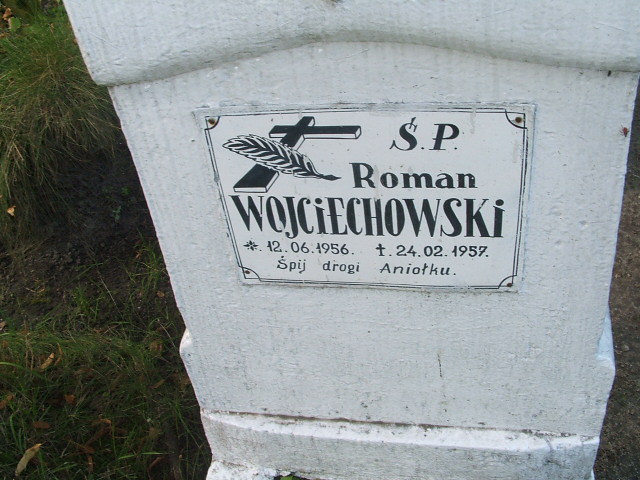 Ś.P.
Roman
WOJCiECHOWSKi
*. 12.06.1956. †.24.02.1957.
Śpij drogi Aniołku.